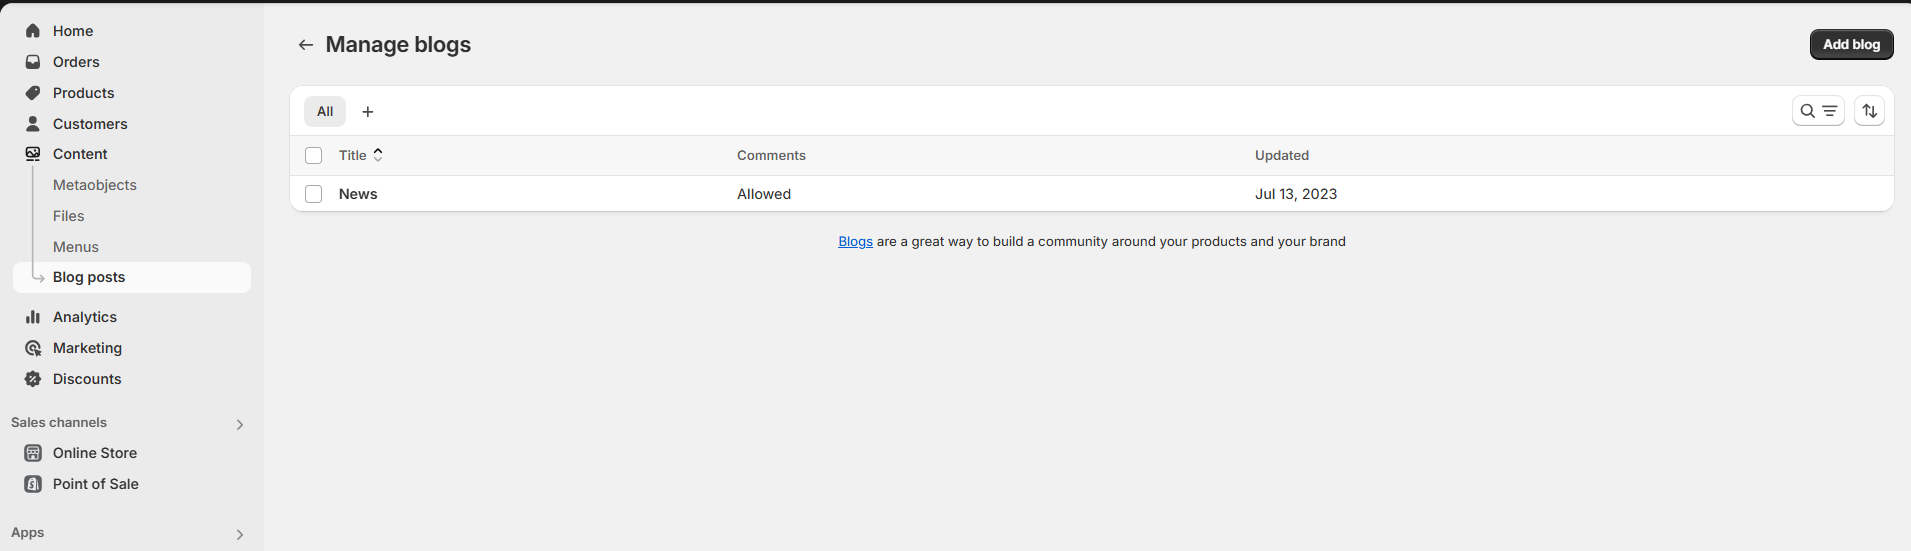 Home
Orders
Products
Customers
Content
Metaobjects
Files
Menus
Blog posts
Analytics
Marketing
Discounts
Sales channels
Online Store
Point of Sale
Apps
Manage blogs
Add blog
All
Title Comments Updated
News Allowed Jul 13, 2023
Blogs are a great way to build a community around your products and your brand